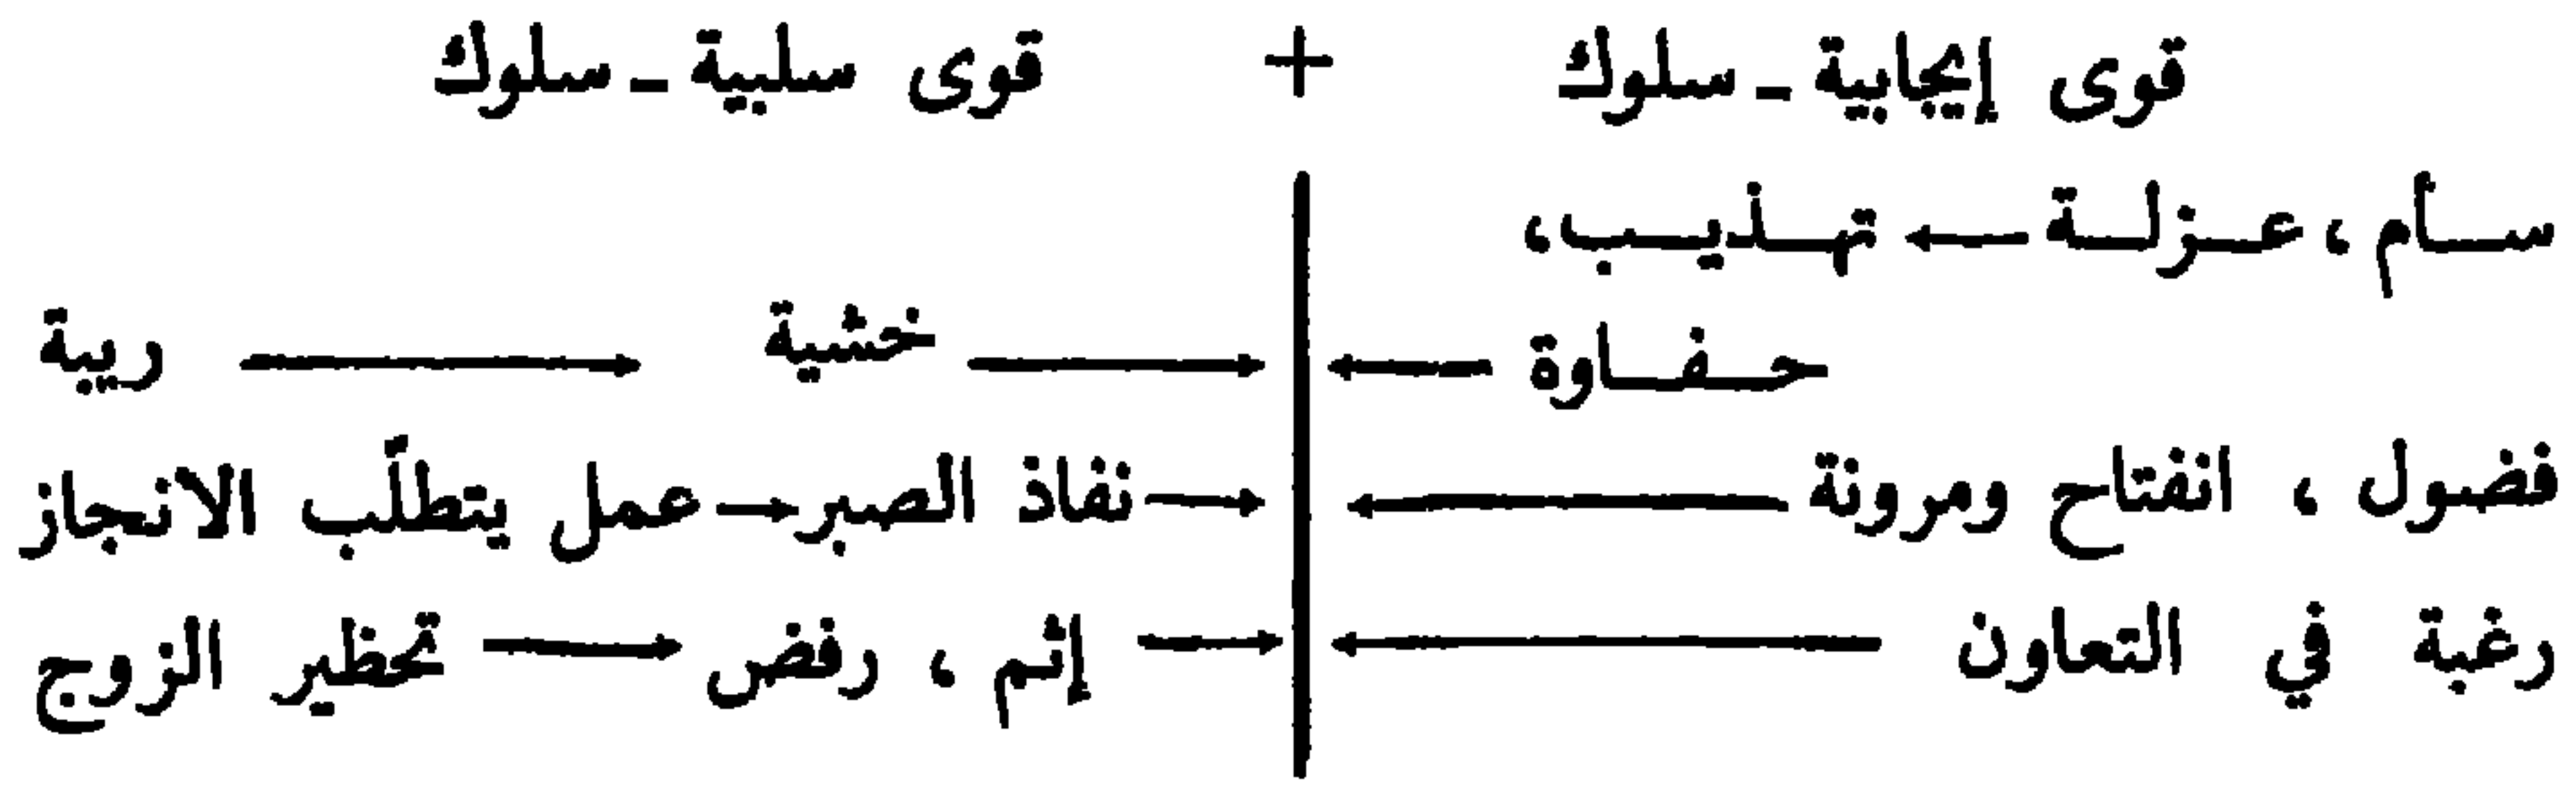 قوى إيجابية ـ سلوك + قوى سلبية ـ سلوك
سأم ، عزلة ← تهذيب،
حفاوة ← → خشية → ريبة
فضول ، انفتاح ومرونة ← → نفاذ الصبر → عمل يتطلّب الانجاز
رغبة في التعاون ← → إثم ، رفض → تحظير الزوج